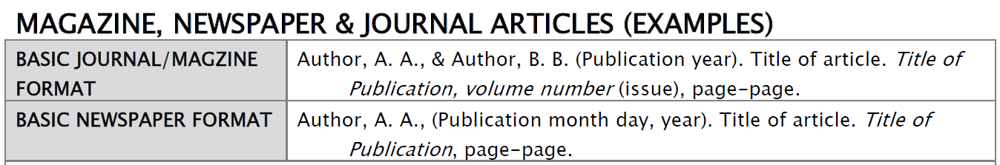 MAGAZINE, NEWSPAPER & JOURNAL ARTICLES (EXAMPLES)
BASIC JOURNAL/MAGZINE
FORMAT
Author, A. A., & Author, B. B. (Publication year). Title of article. Title of
Publication, volume number (issue), page-page.
BASIC NEWSPAPER FORMAT
Author, A. A., (Publication month day, year). Title of article. Title of
Publication, page-page.